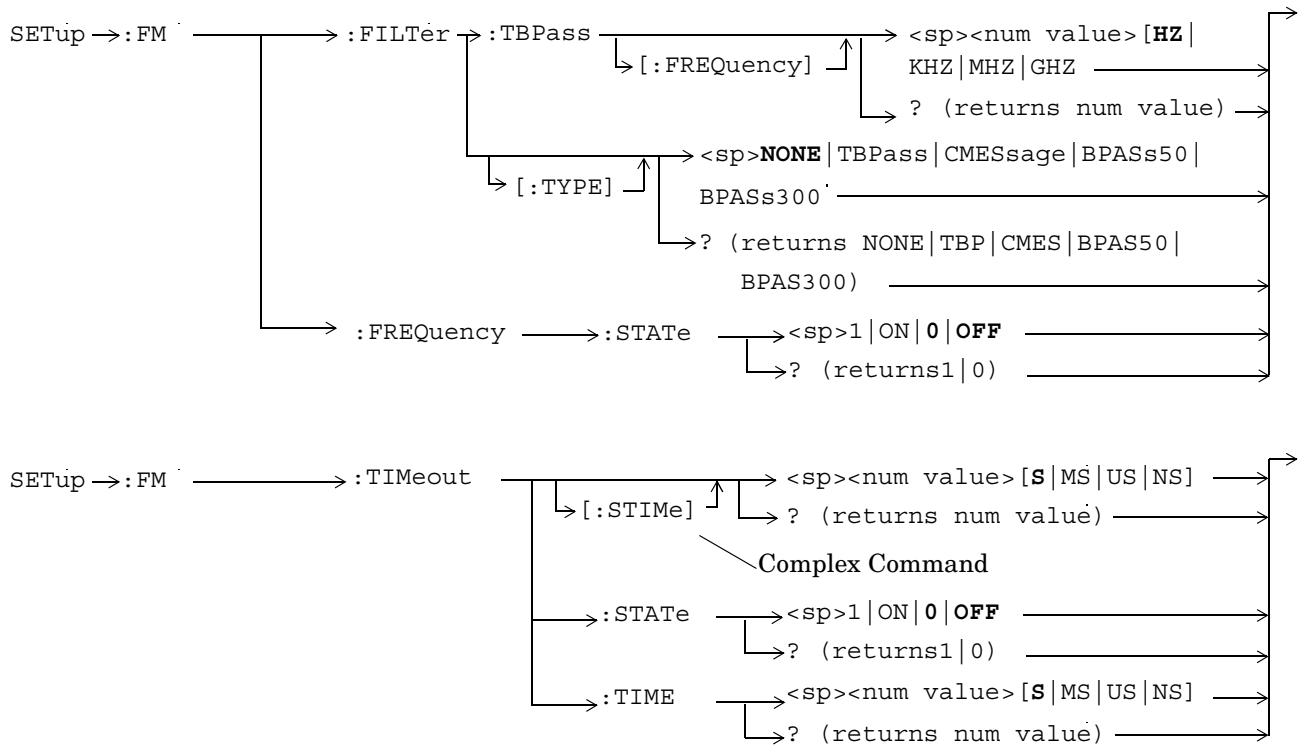 SETup :FM :FILTer :TBPass <sp><num value>[HZ|
[:FREQuency] KHZ|MHZ|GHZ
? (returns num value)
<sp>NONE|TBPass|CMESsage|BPASs50|
[:TYPE] BPASs300
? (returns NONE|TBP|CMES|BPAS50|
BPAS300)
:FREQuency :STATe <sp>1|ON|0|OFF
? (returns1|0)
SETup :FM :TIMeout <sp><num value>[S|MS|US|NS]
[:STIMe] ? (returns num value)
Complex Command
:STATe <sp>1|ON|0|OFF
? (returns1|0)
:TIME <sp><num value>[S|MS|US|NS]
? (returns num value)